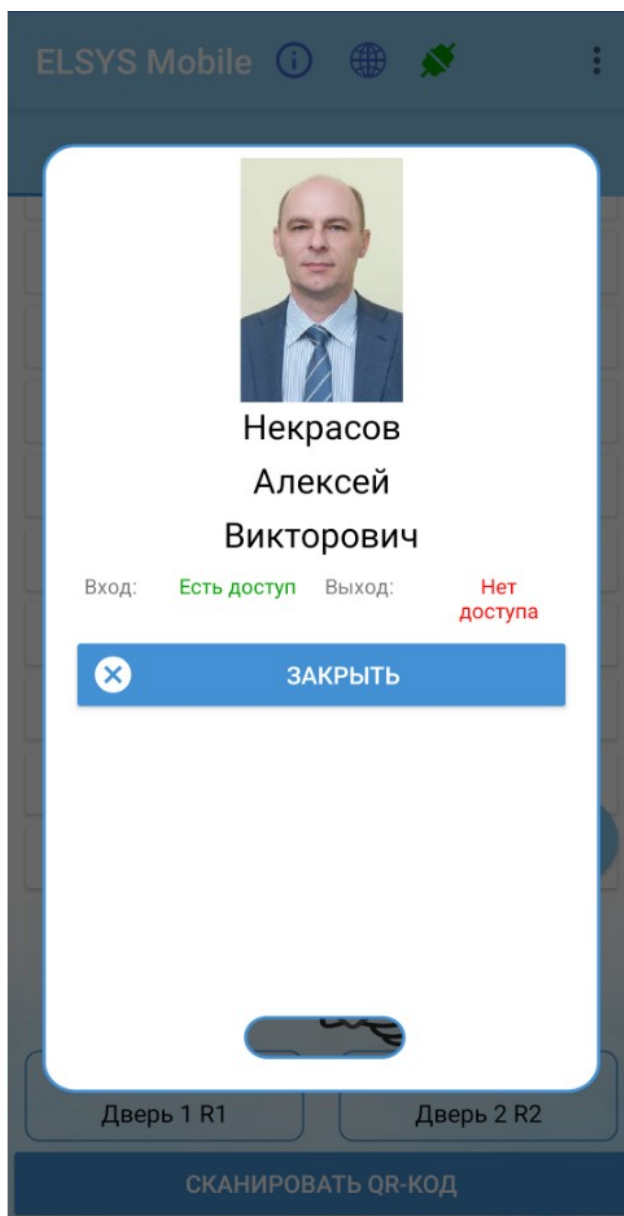 ELSYS Mobile
Некрасов
Алексей
Викторович
Вход: Есть доступ Выход: Нет
доступа
ЗАКРЫТЬ
Дверь 1 R1 Дверь 2 R2
СКАНИРОВАТЬ QR-КОД